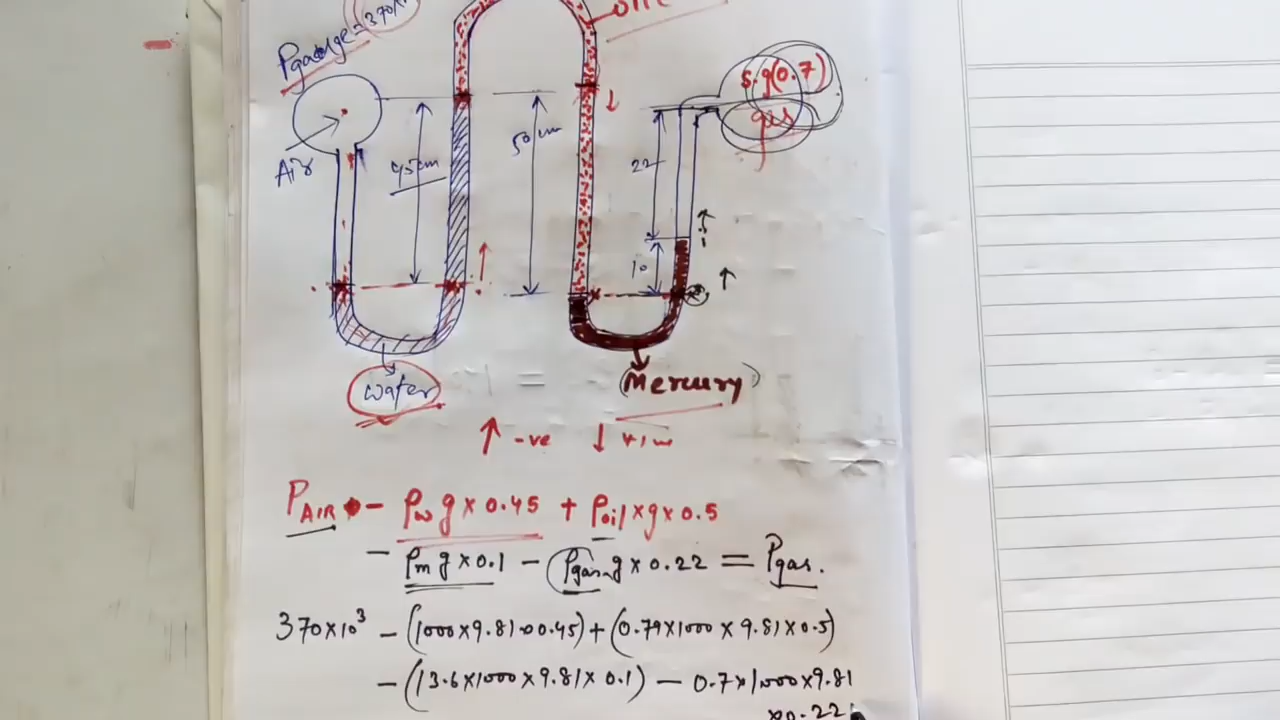 Pgauge = 370
Oil
S.g(0.7)
gas
Air
45cm
50cm
22
10
Water
(Mercury)
↑ -ve ↓ +ive
P_AIR - ρw g × 0.45 + ρoil × g × 0.5
- ρm g × 0.1 - ρgas g × 0.22 = Pgas.
370×10³ - (1000×9.81×0.45) + (0.79×1000×9.81×0.5)
- (13.6×1000×9.81×0.1) - 0.7×1000×9.81
×0.22